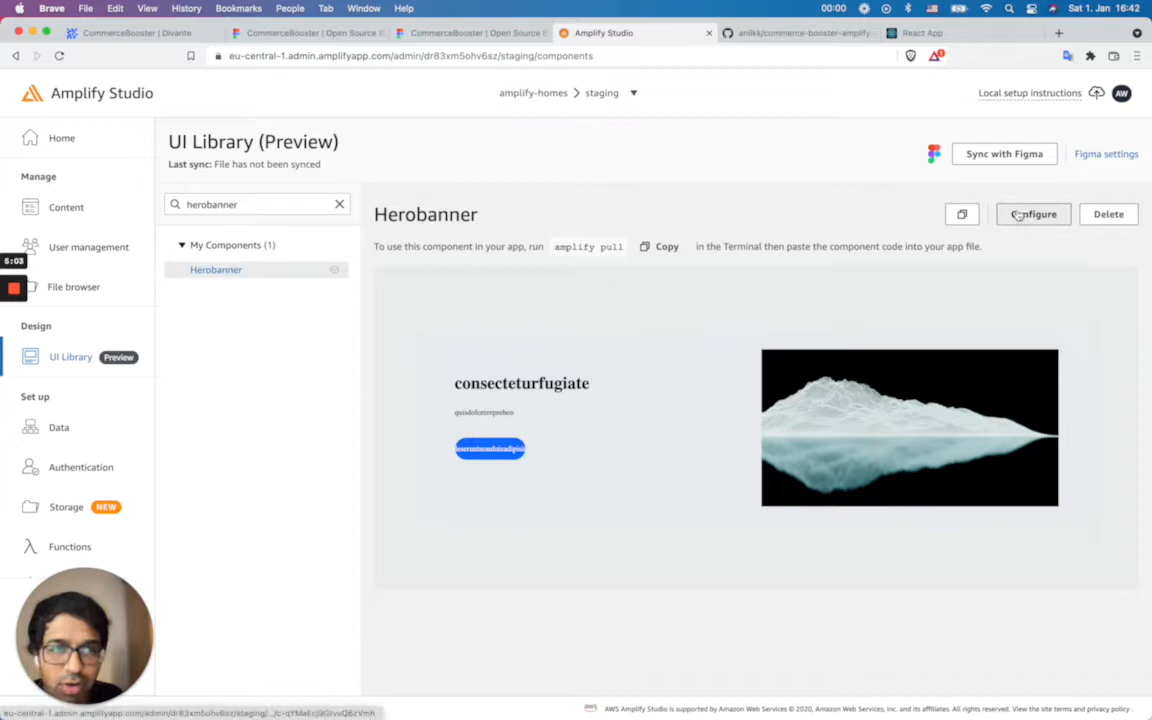 Brave File Edit View History Bookmarks People Tab Window Help 00:00 Sat 1. Jan 16:42
CommerceBooster | Divante CommerceBooster | Open Source CommerceBooster | Open Source Amplify Studio anilkk/commerce-booster-amplify- React App
eu-central-1.admin.amplifyapp.com/admin/dr83xm5ohv6sz/staging/components
Amplify Studio amplify-homes staging Local setup instructions AW
Home
Manage
Content
User management
5:03
File browser
Design
UI Library Preview
Set up
Data
Authentication
Storage NEW
Functions
UI Library (Preview)
Last sync: File has not been synced
Sync with Figma Figma settings
herobanner
My Components (1)
Herobanner
Herobanner
Configure Delete
To use this component in your app, run amplify pull Copy in the Terminal then paste the component code into your app file.
consecteturfugiate
quisdolorereprehen
AWS Amplify Studio is supported by Amazon Web Services © 2020, Amazon Web Services, Inc. and its affiliates. All rights reserved. View the site terms and privacy policy.